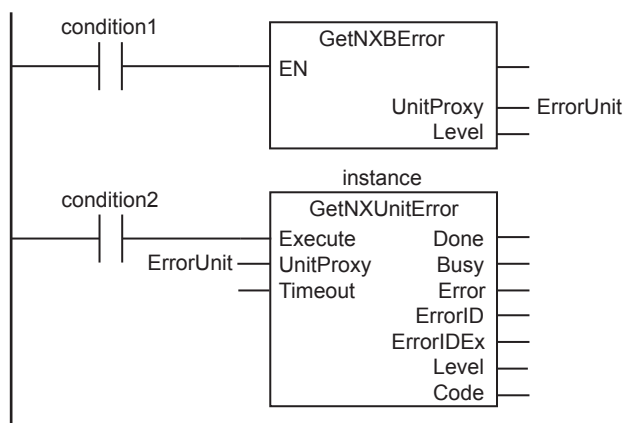 condition1
GetNXBError
EN
UnitProxy ErrorUnit
Level
instance
condition2
GetNXUnitError
Execute Done
ErrorUnit UnitProxy Busy
Timeout Error
ErrorID
ErrorIDEx
Level
Code